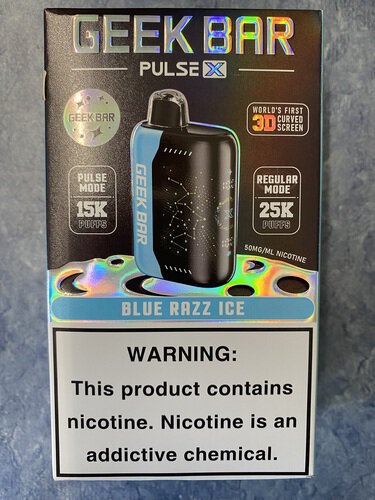 GEEK BAR
PULSE X
GEEK BAR
WORLD'S FIRST
3D CURVED
SCREEN
GEEK BAR
PULSE
MODE
15K
PUFFS
REGULAR
MODE
25K
PUFFS
50MG/ML NICOTINE
BLUE RAZZ ICE
WARNING:
This product contains
nicotine. Nicotine is an
addictive chemical.